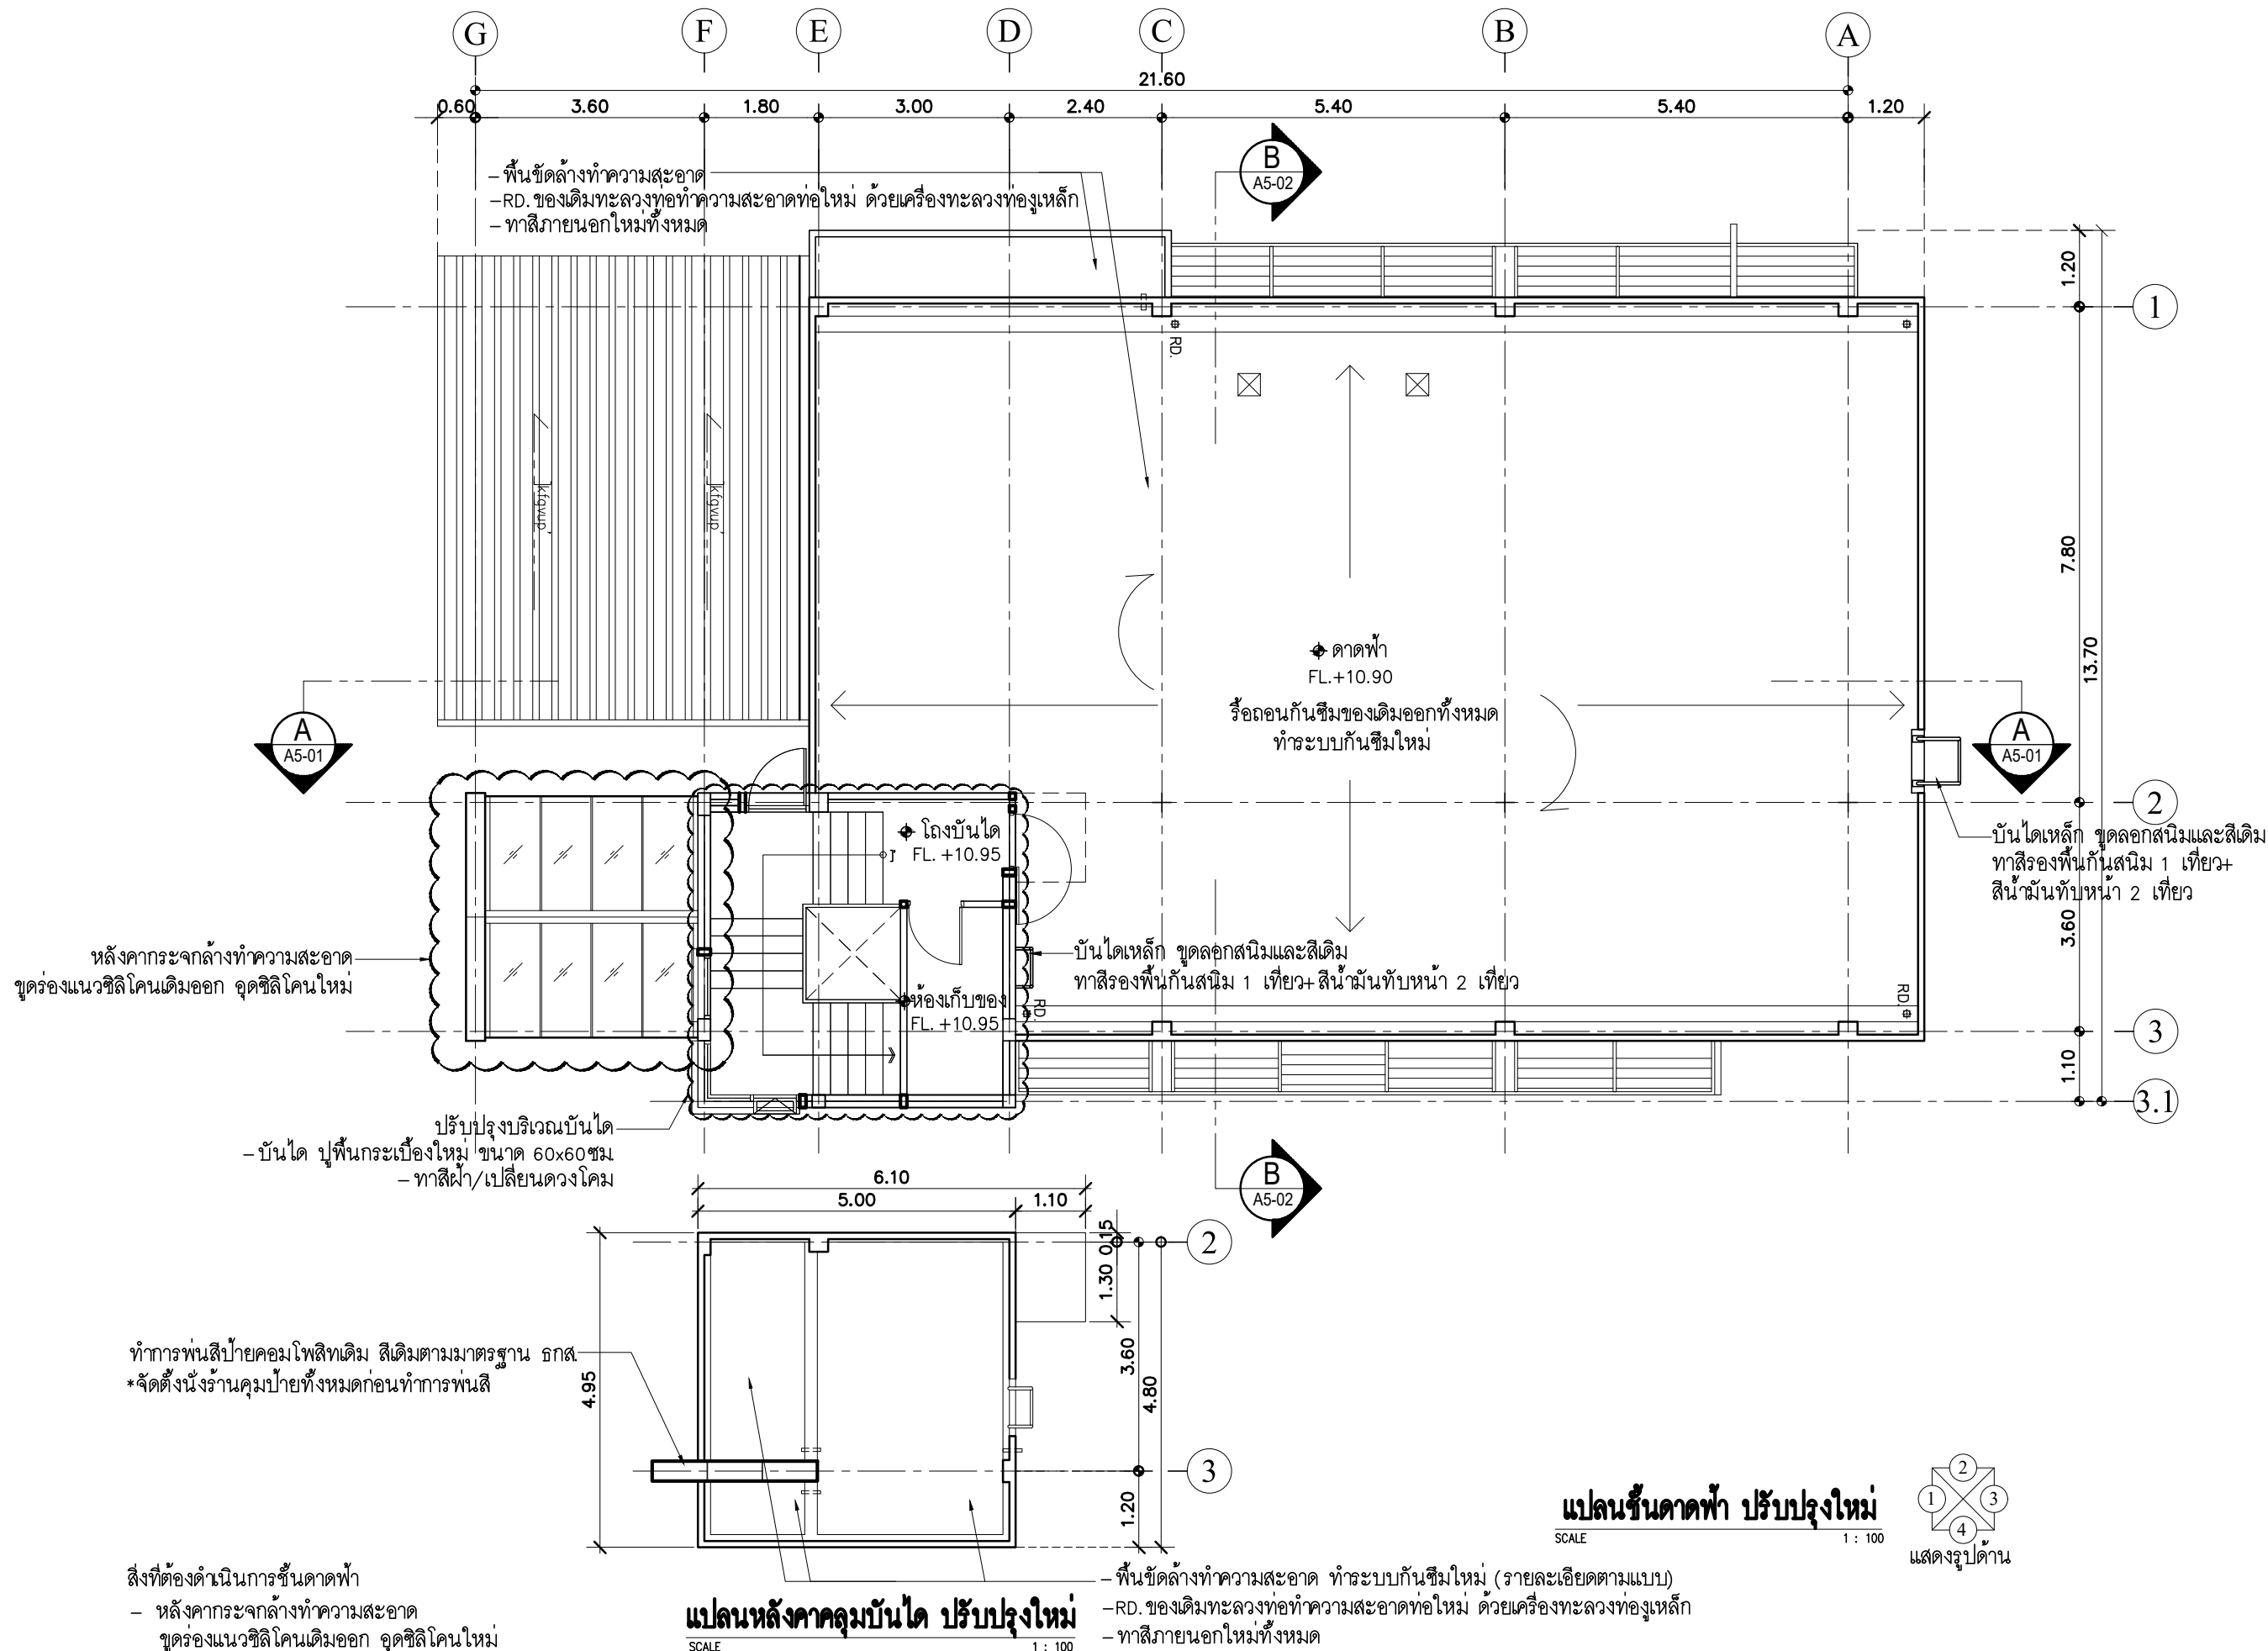 G F E D C B A
21.60
0.60 3.60 1.80 3.00 2.40 5.40 5.40 1.20
-พื้นขัดล้างทำความสะอาด
-RD.ของเดิมทะลวงท่อทำความสะอาดท่อใหม่ ด้วยเครื่องทะลวงท่องูเหล็ก
-ทาสีภายนอกใหม่ทั้งหมด
B
A5-02
1.20
1
RD.
]kfgvup'
]kfgvup'
7.80
13.70
ดาดฟ้า
FL.+10.90
รื้อถอนกันซึมของเดิมออกทั้งหมด
ทำระบบกันซึมใหม่
A
A5-01
A
A5-01
2
โถงบันได
FL. +10.95
บันไดเหล็ก ขูดลอกสนิมและสีเดิม
ทาสีรองพื้นกันสนิม 1 เที่ยว+
สีน้ำมันทับหน้า 2 เที่ยว
3.60
หลังคากระจกล้างทำความสะอาด
ขูดร่องแนวซิลิโคนเดิมออก อุดซิลิโคนใหม่
บันไดเหล็ก ขูดลอกสนิมและสีเดิม
ทาสีรองพื้นกันสนิม 1 เที่ยว+สีน้ำมันทับหน้า 2 เที่ยว
ห้องเก็บของ
FL. +10.95
RD.
RD.
3
1.10
3.1
ปรับปรุงบริเวณบันได
-บันได ปูพื้นกระเบื้องใหม่ ขนาด 60x60ซม.
-ทาสีฝ้า/เปลี่ยนดวงโคม
B
A5-02
6.10
5.00 1.10
0.15
2
1.30
3.60
4.80
4.95
ทำการพ่นสีป้ายคอมโพสิทเดิม สีเดิมตามมาตรฐาน ธกส.
*จัดตั้งนั่งร้านคุมป้ายทั้งหมดก่อนทำการพ่นสี
3
1.20
แปลนชั้นดาดฟ้า ปรับปรุงใหม่
SCALE 1 : 100
2
1 3
4
แสดงรูปด้าน
สิ่งที่ต้องดำเนินการชั้นดาดฟ้า
- หลังคากระจกล้างทำความสะอาด
ขูดร่องแนวซิลิโคนเดิมออก อุดซิลิโคนใหม่
แปลนหลังคาคลุมบันได ปรับปรุงใหม่
SCALE 1 : 100
-พื้นขัดล้างทำความสะอาด ทำระบบกันซึมใหม่ (รายละเอียดตามแบบ)
-RD.ของเดิมทะลวงท่อทำความสะอาดท่อใหม่ ด้วยเครื่องทะลวงท่องูเหล็ก
-ทาสีภายนอกใหม่ทั้งหมด